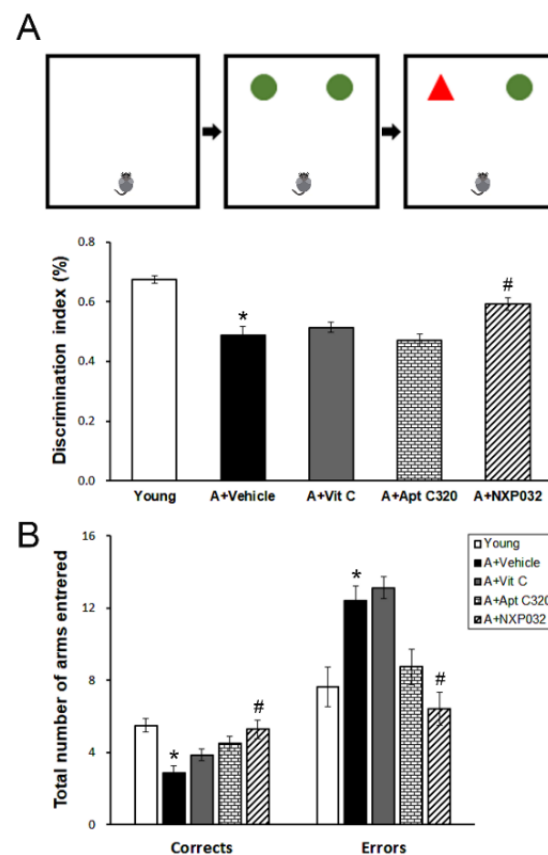 A
Discrimination index (%)
0.8
0.6
0.4
0.2
0.0
*
#
Young A+Vehicle A+Vit C A+Apt C320 A+NXP032
B
Total number of arms entrered
16
12
8
4
0
*
#
*
#
Corrects Errors
Young
A+Vehicle
A+Vit C
A+Apt C320
A+NXP032